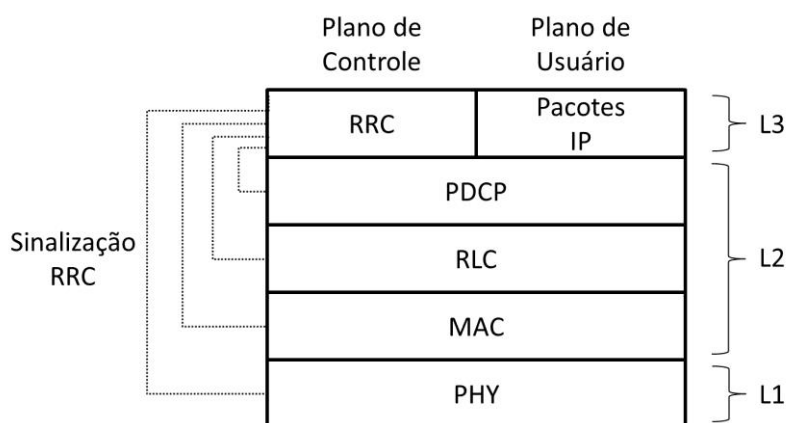 Plano de
Controle
Plano de
Usuário
RRC
Pacotes
IP
L3
PDCP
Sinalização
RRC
RLC
L2
MAC
PHY
L1